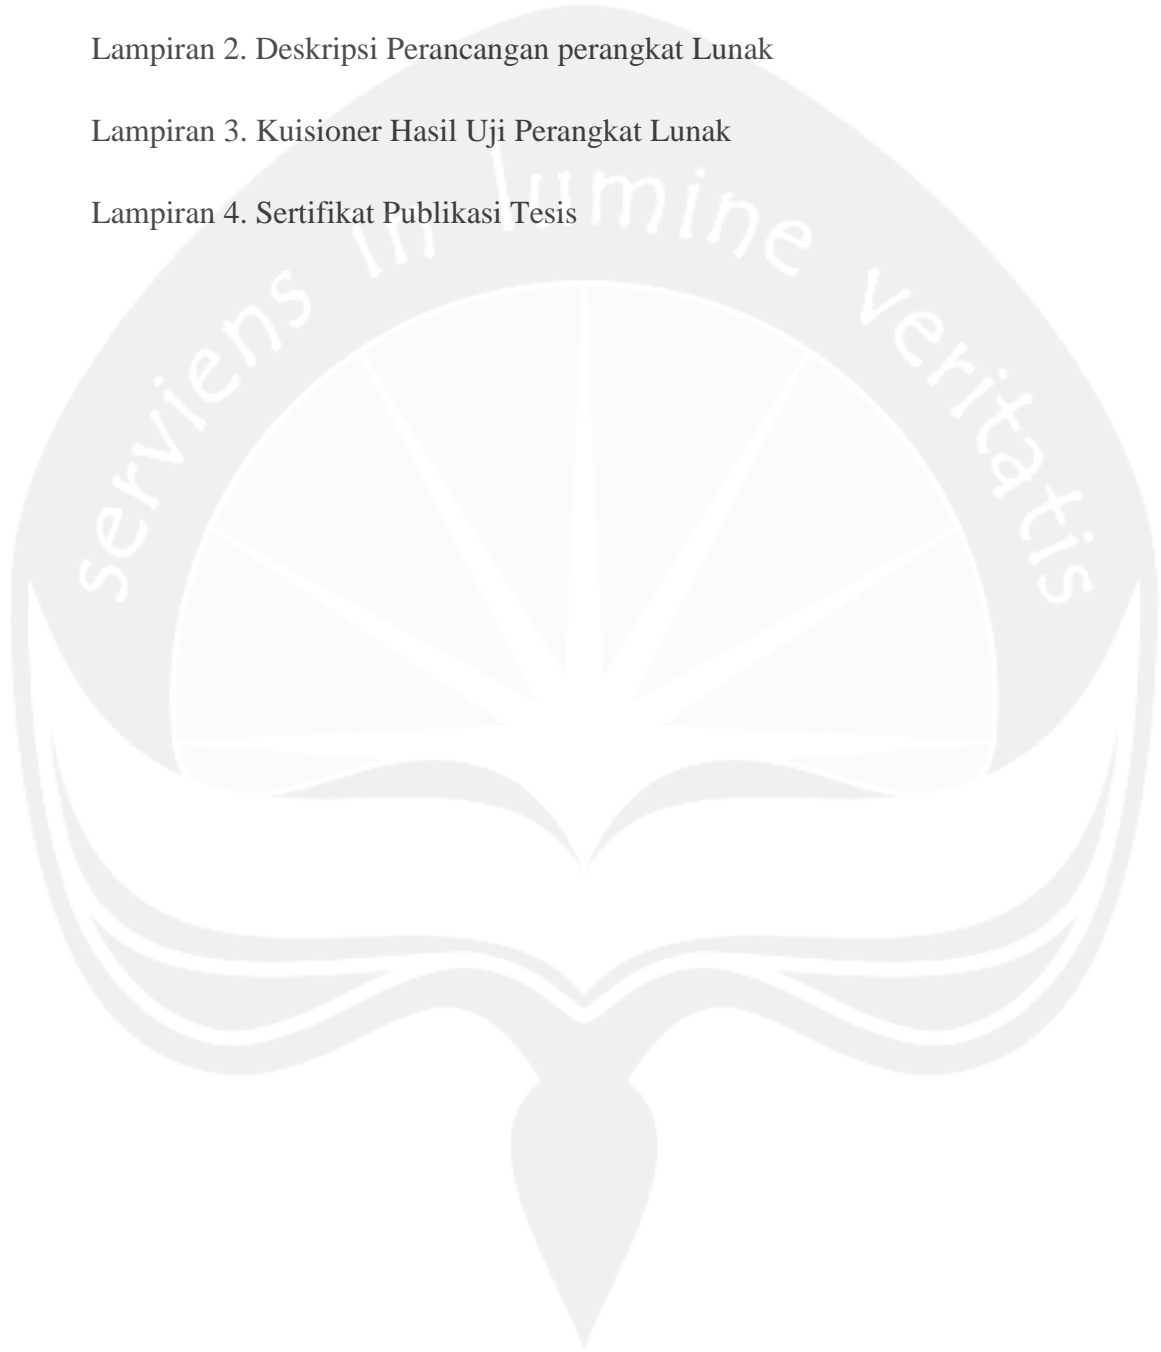 Lampiran 2. Deskripsi Perancangan perangkat Lunak
Lampiran 3. Kuisioner Hasil Uji Perangkat Lunak
Lampiran 4. Sertifikat Publikasi Tesis
serviens in lumine veritatis